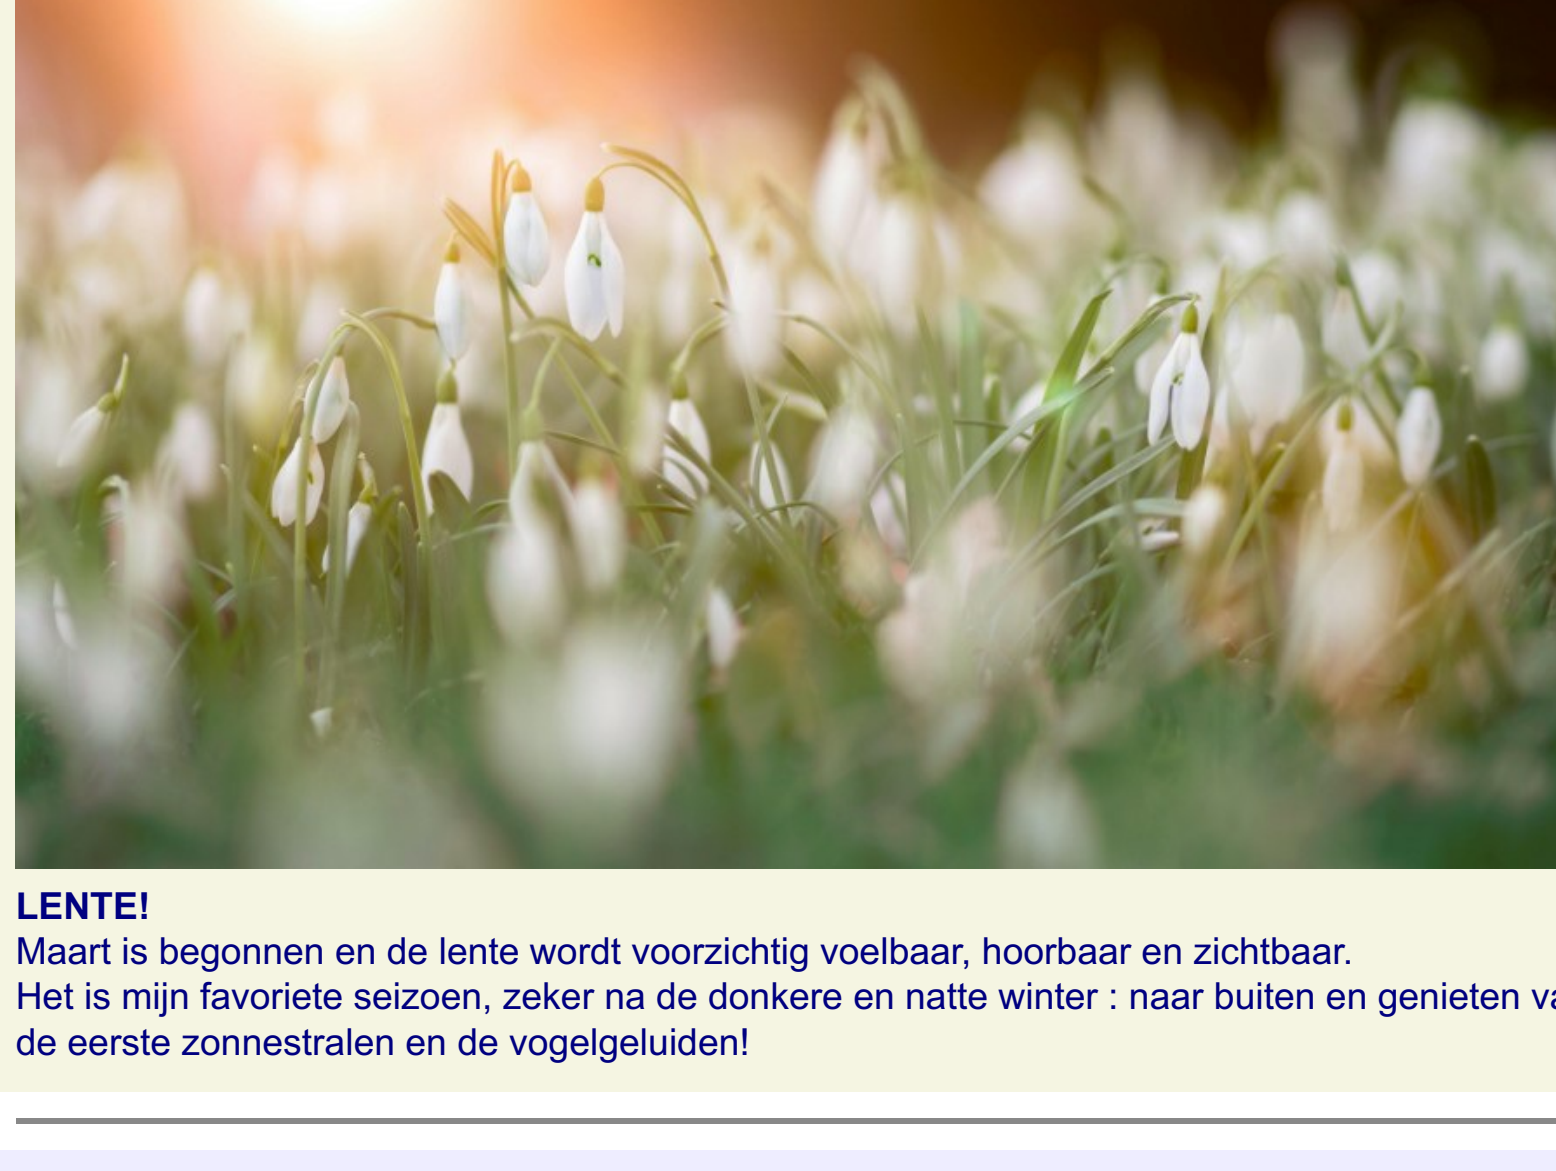 LENTE!
Maart is begonnen en de lente wordt voorzichtig voelbaar, hoorbaar en zichtbaar.
Het is mijn favoriete seizoen, zeker na de donkere en natte winter : naar buiten en genieten
de eerste zonnestralen en de vogelgeluiden!